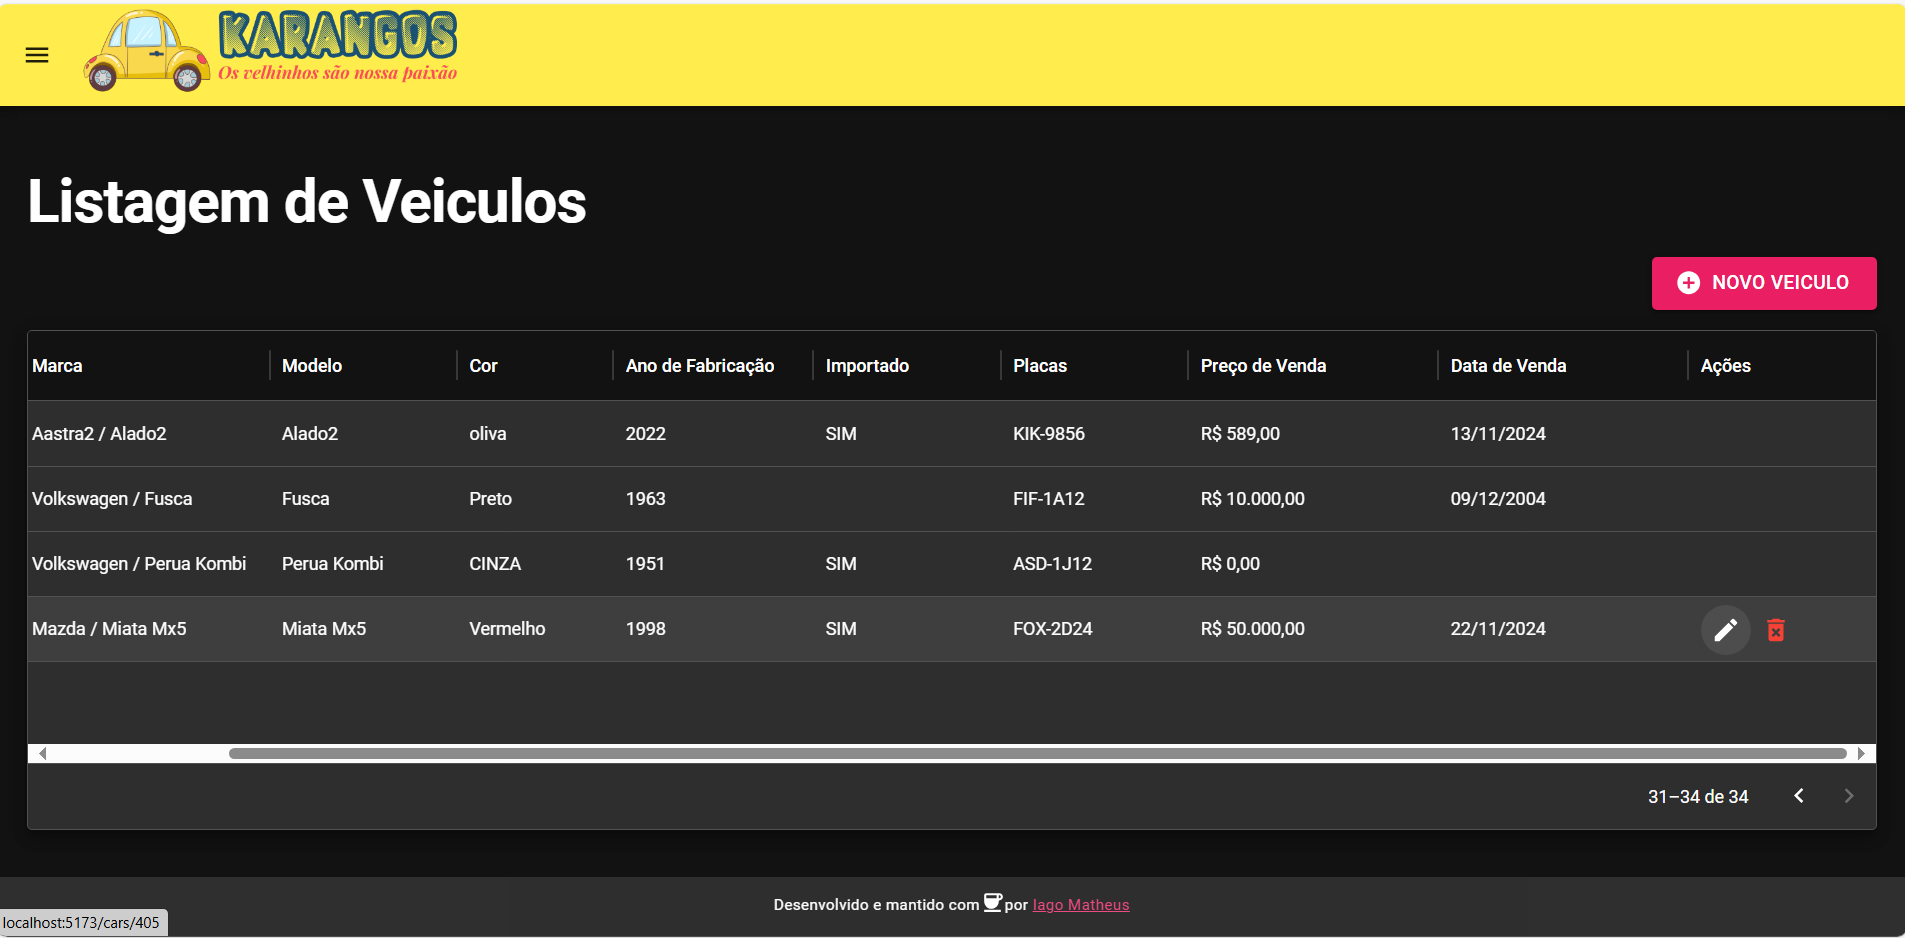 KARANGOS
Os velhinhos são nossa paixão
Listagem de Veiculos
NOVO VEICULO
Marca Modelo Cor Ano de Fabricação Importado Placas Preço de Venda Data de Venda Ações
Aastra2 / Alado2 Alado2 oliva 2022 SIM KIK-9856 R$ 589,00 13/11/2024
Volkswagen / Fusca Fusca Preto 1963 FIF-1A12 R$ 10.000,00 09/12/2004
Volkswagen / Perua Kombi Perua Kombi CINZA 1951 SIM ASD-1J12 R$ 0,00
Mazda / Miata Mx5 Miata Mx5 Vermelho 1998 SIM FOX-2D24 R$ 50.000,00 22/11/2024
31–34 de 34
Desenvolvido e mantido com por Iago Matheus
localhost:5173/cars/405